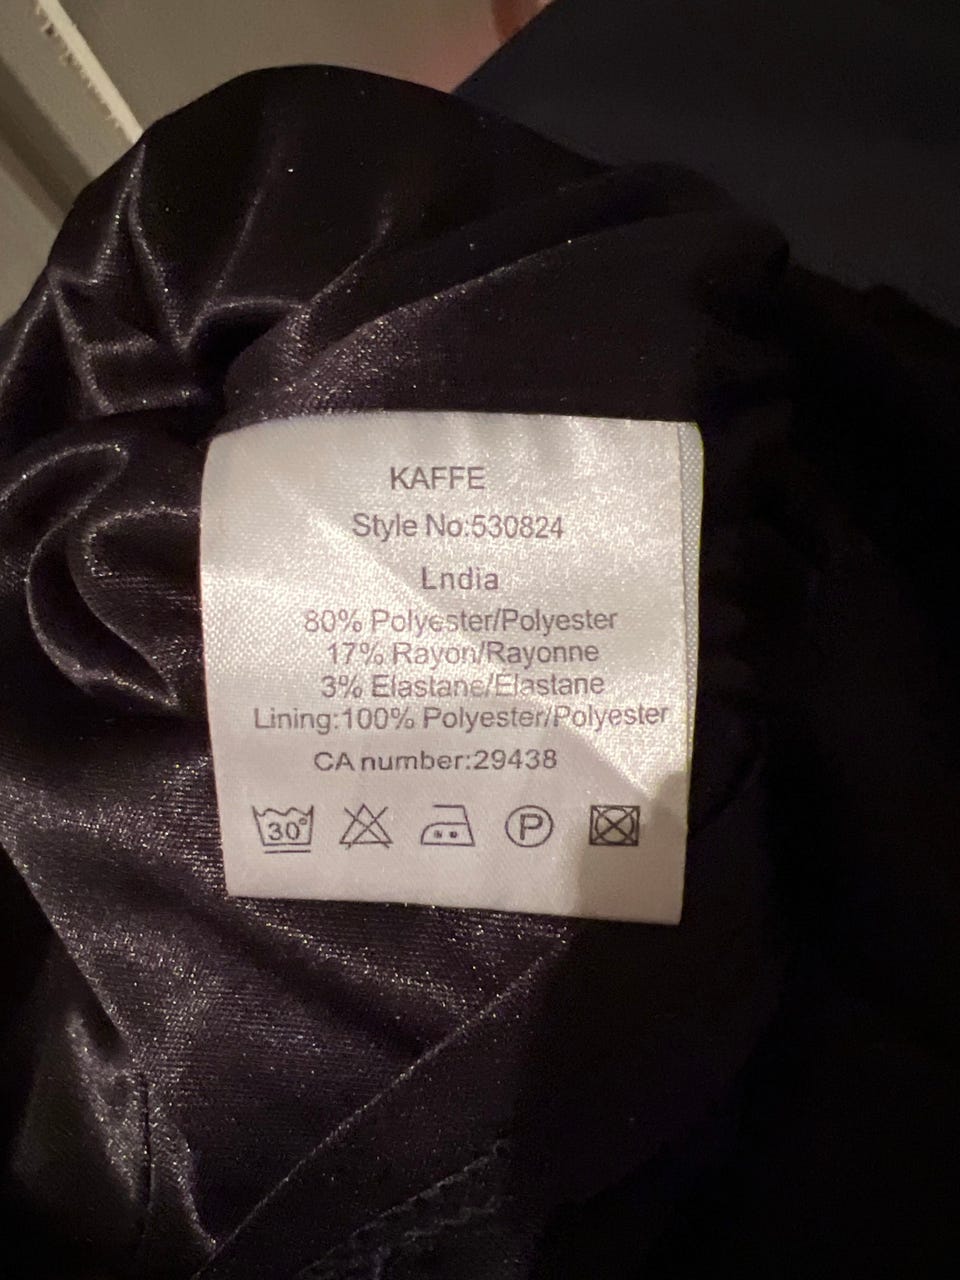 KAFFE
Style No:530824
Lndia
80% Polyester/Polyester
17% Rayon/Rayonne
3% Elastane/Elastane
Lining:100% Polyester/Polyester
CA number:29438
30° P